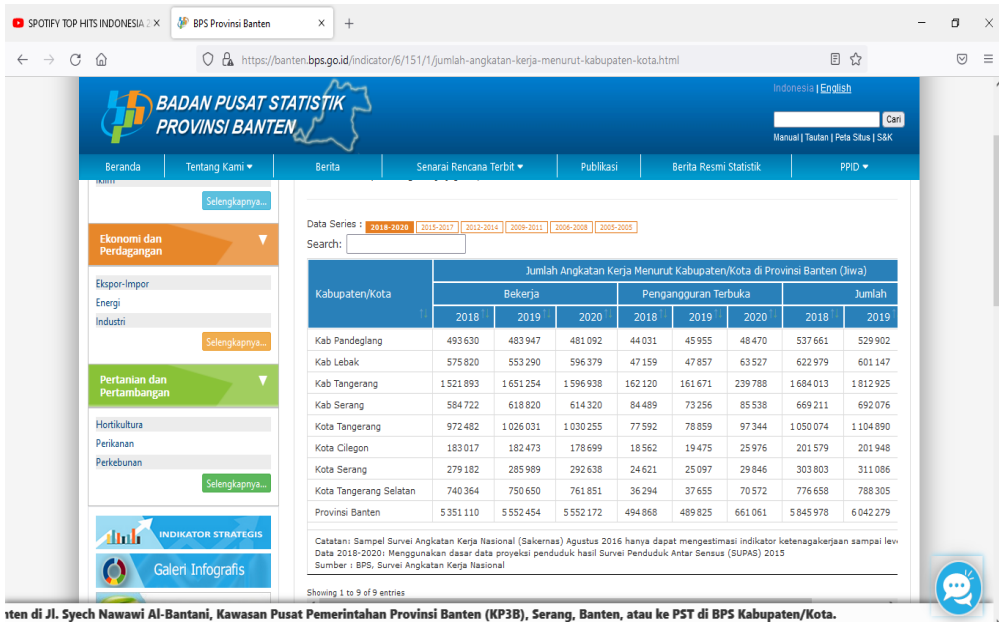 SPOTIFY TOP HITS INDONESIA 2 ×
BPS Provinsi Banten ×
https://banten.bps.go.id/indicator/6/151/1/jumlah-angkatan-kerja-menurut-kabupaten-kota.html
Indonesia | English
BADAN PUSAT STATISTIK
PROVINSI BANTEN
Cari
Manual | Tautan | Peta Situs | S&K
Beranda Tentang Kami Berita Senarai Rencana Terbit Publikasi Berita Resmi Statistik PPID
Iklim
Selengkapnya...
Ekonomi dan
Perdagangan
Ekspor-Impor
Energi
Industri
Selengkapnya...
Pertanian dan
Pertambangan
Hortikultura
Perikanan
Perkebunan
Selengkapnya...
INDIKATOR STRATEGIS
Galeri Infografis
Data Series : 2018-2020 2015-2017 2012-2014 2009-2011 2006-2008 2005-2005
Search:
Jumlah Angkatan Kerja Menurut Kabupaten/Kota di Provinsi Banten (Jiwa)
Kabupaten/Kota Bekerja Pengangguran Terbuka Jumlah
2018 2019 2020 2018 2019 2020 2018 2019
Kab Pandeglang 493 630 483 947 481 092 44 031 45 955 48 470 537 661 529 902
Kab Lebak 575 820 553 290 596 379 47 159 47 857 63 527 622 979 601 147
Kab Tangerang 1 521 893 1 651 254 1 596 938 162 120 161 671 239 788 1 684 013 1 812 925
Kab Serang 584 722 618 820 614 320 84 489 73 256 85 538 669 211 692 076
Kota Tangerang 972 482 1 026 031 1 030 255 77 592 78 859 97 344 1 050 074 1 104 890
Kota Cilegon 183 017 182 473 178 699 18 562 19 475 25 976 201 579 201 948
Kota Serang 279 182 285 989 292 638 24 621 25 097 29 846 303 803 311 086
Kota Tangerang Selatan 740 364 750 650 761 851 36 294 37 655 70 572 776 658 788 305
Provinsi Banten 5 351 110 5 552 454 5 552 172 494 868 489 825 661 061 5 845 978 6 042 279
Catatan: Sampel Survei Angkatan Kerja Nasional (Sakernas) Agustus 2016 hanya dapat mengestimasi indikator ketenagakerjaan sampai leve
Data 2018-2020: Menggunakan dasar data proyeksi penduduk hasil Survei Penduduk Antar Sensus (SUPAS) 2015
Sumber : BPS, Survei Angkatan Kerja Nasional
Showing 1 to 9 of 9 entries
nten di Jl. Syech Nawawi Al-Bantani, Kawasan Pusat Pemerintahan Provinsi Banten (KP3B), Serang, Banten, atau ke PST di BPS Kabupaten/Kota.